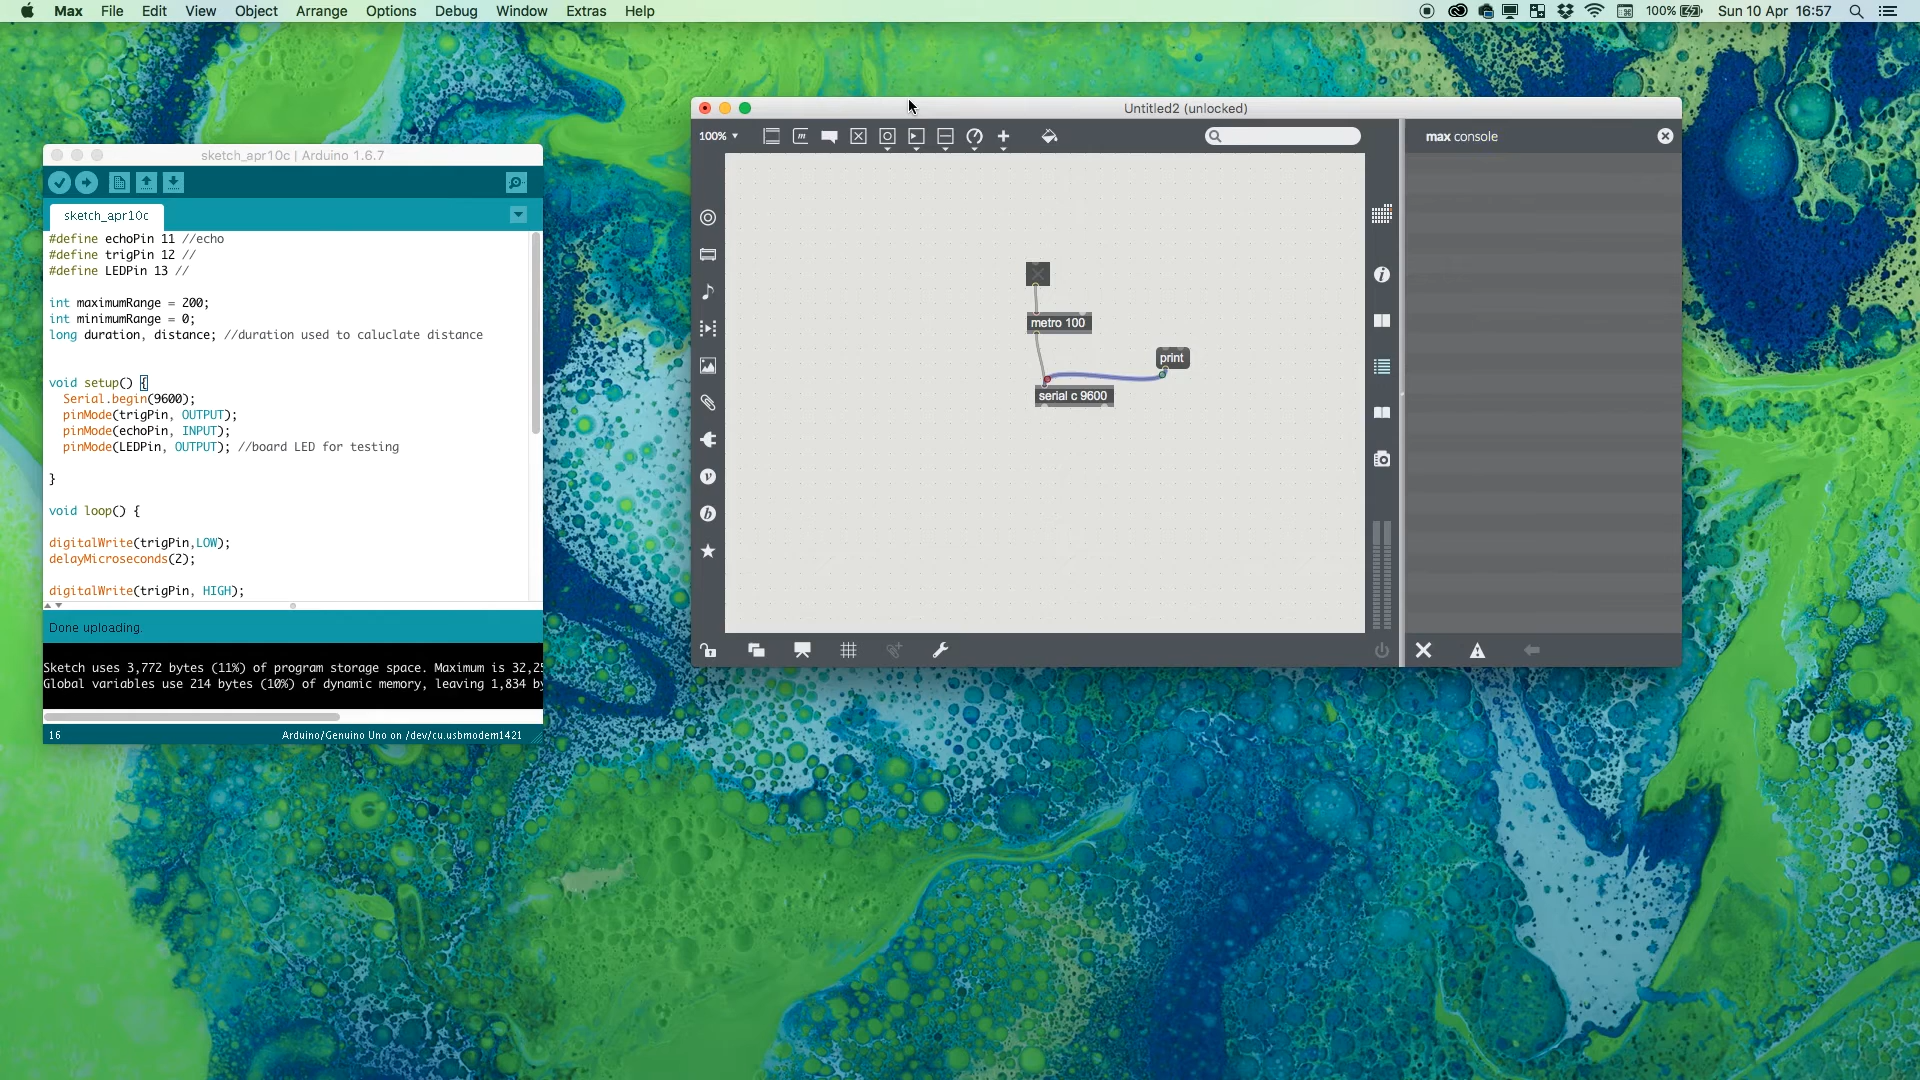 Max File Edit View Object Arrange Options Debug Window Extras Help
100% Sun 10 Apr 16:57
sketch_apr10c | Arduino 1.6.7
sketch_apr10c
#define echoPin 11 //echo
#define trigPin 12 //
#define LEDPin 13 //
int maximumRange = 200;
int minimumRange = 0;
long duration, distance; //duration used to caluclate distance
void setup() {
Serial.begin(9600);
pinMode(trigPin, OUTPUT);
pinMode(echoPin, INPUT);
pinMode(LEDPin, OUTPUT); //board LED for testing
}
void loop() {
digitalWrite(trigPin,LOW);
delayMicroseconds(2);
digitalWrite(trigPin, HIGH);
Done uploading.
Sketch uses 3,772 bytes (11%) of program storage space. Maximum is 32,25
Global variables use 214 bytes (10%) of dynamic memory, leaving 1,834 by
16 Arduino/Genuino Uno on /dev/cu.usbmodem1421
Untitled2 (unlocked)
100%
max console
metro 100
print
serial c 9600